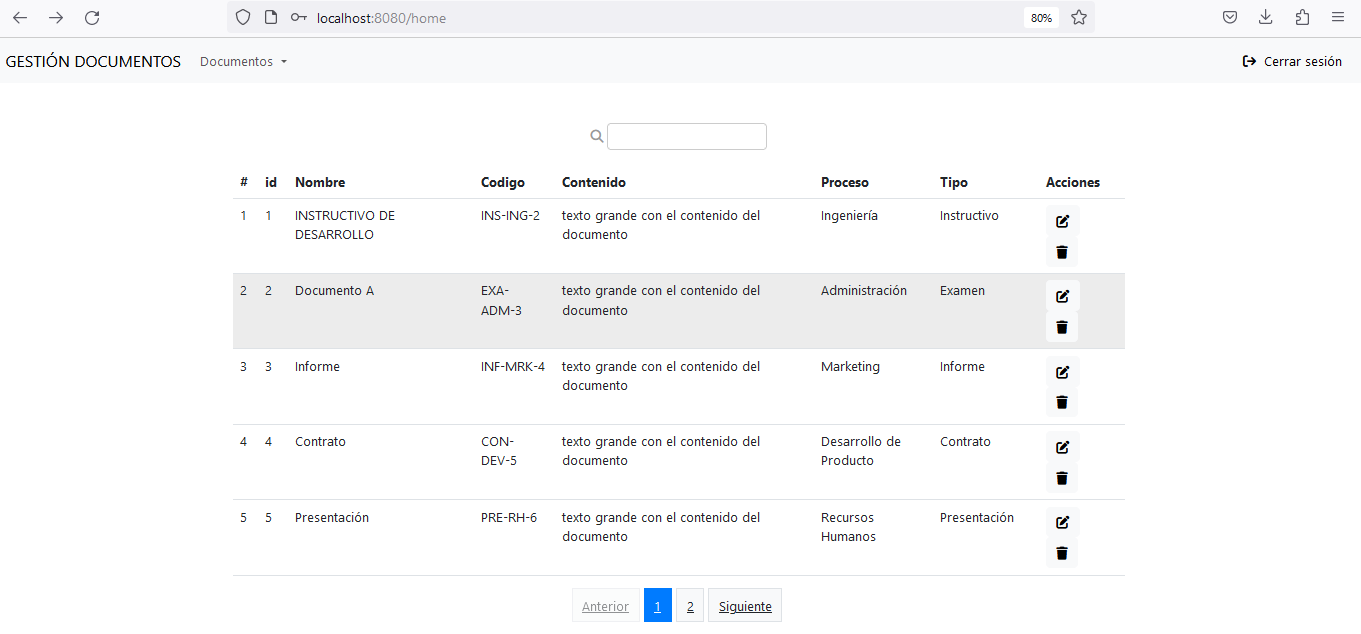 localhost:8080/home 80%
GESTIÓN DOCUMENTOS Documentos Cerrar sesión
# id Nombre Codigo Contenido Proceso Tipo Acciones
1 1 INSTRUCTIVO DE INS-ING-2 texto grande con el contenido del Ingeniería Instructivo
DESARROLLO documento
2 2 Documento A EXA- texto grande con el contenido del Administración Examen
ADM-3 documento
3 3 Informe INF-MRK-4 texto grande con el contenido del Marketing Informe
documento
4 4 Contrato CON- texto grande con el contenido del Desarrollo de Contrato
DEV-5 documento Producto
5 5 Presentación PRE-RH-6 texto grande con el contenido del Recursos Presentación
documento Humanos
Anterior 1 2 Siguiente